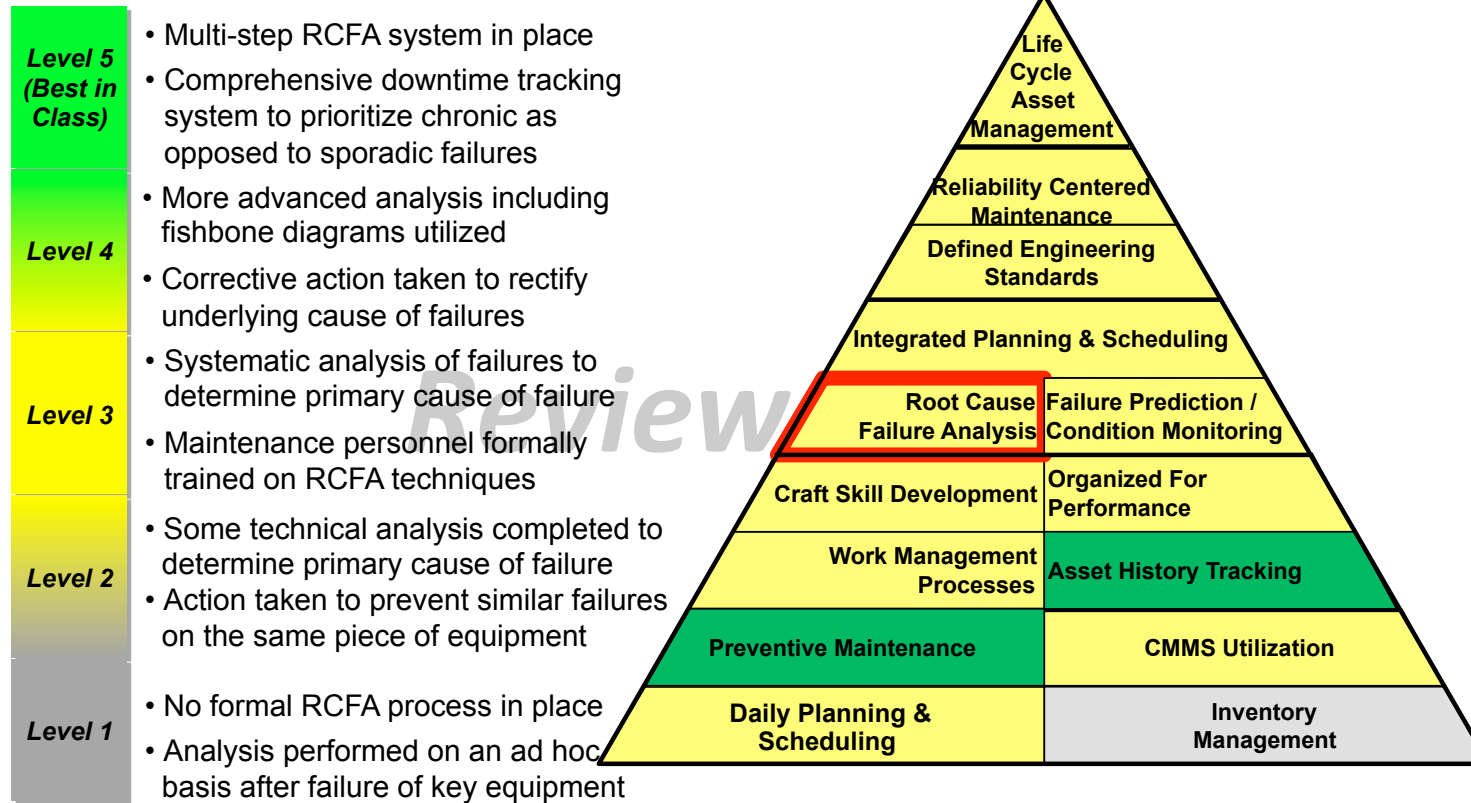 Level 5
(Best in
Class)
• Multi-step RCFA system in place
• Comprehensive downtime tracking
system to prioritize chronic as
opposed to sporadic failures
Level 4
• More advanced analysis including
fishbone diagrams utilized
• Corrective action taken to rectify
underlying cause of failures
Level 3
• Systematic analysis of failures to
determine primary cause of failure
• Maintenance personnel formally
trained on RCFA techniques
Level 2
• Some technical analysis completed to
determine primary cause of failure
• Action taken to prevent similar failures
on the same piece of equipment
Level 1
• No formal RCFA process in place
• Analysis performed on an ad hoc
basis after failure of key equipment
Review
Life
Cycle
Asset
Management
Reliability Centered
Maintenance
Defined Engineering
Standards
Integrated Planning & Scheduling
Root Cause
Failure Analysis
Failure Prediction /
Condition Monitoring
Craft Skill Development
Organized For
Performance
Work Management
Processes
Asset History Tracking
Preventive Maintenance
CMMS Utilization
Daily Planning &
Scheduling
Inventory
Management